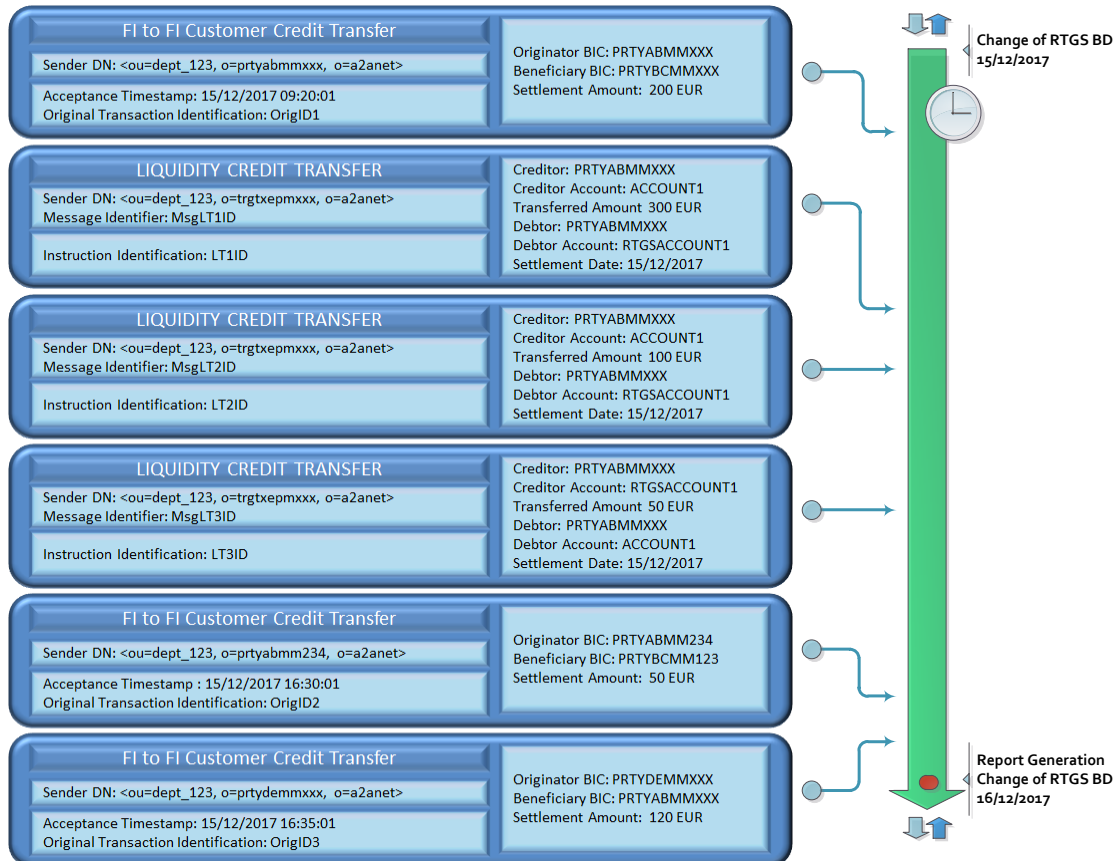 FI to FI Customer Credit Transfer
Sender DN: <ou=dept_123, o=prtyabmmxxx, o=a2anet>
Acceptance Timestamp: 15/12/2017 09:20:01
Original Transaction Identification: OrigID1
Originator BIC: PRTYABMMXXX
Beneficiary BIC: PRTYBCMMXXX
Settlement Amount: 200 EUR
LIQUIDITY CREDIT TRANSFER
Sender DN: <ou=dept_123, o=trgtxepmxxx, o=a2anet>
Message Identifier: MsgLT1ID
Instruction Identification: LT1ID
Creditor: PRTYABMMXXX
Creditor Account: ACCOUNT1
Transferred Amount 300 EUR
Debtor: PRTYABMMXXX
Debtor Account: RTGSACCOUNT1
Settlement Date: 15/12/2017
LIQUIDITY CREDIT TRANSFER
Sender DN: <ou=dept_123, o=trgtxepmxxx, o=a2anet>
Message Identifier: MsgLT2ID
Instruction Identification: LT2ID
Creditor: PRTYABMMXXX
Creditor Account: ACCOUNT1
Transferred Amount 100 EUR
Debtor: PRTYABMMXXX
Debtor Account: RTGSACCOUNT1
Settlement Date: 15/12/2017
LIQUIDITY CREDIT TRANSFER
Sender DN: <ou=dept_123, o=trgtxepmxxx, o=a2anet>
Message Identifier: MsgLT3ID
Instruction Identification: LT3ID
Creditor: PRTYABMMXXX
Creditor Account: RTGSACCOUNT1
Transferred Amount 50 EUR
Debtor: PRTYABMMXXX
Debtor Account: ACCOUNT1
Settlement Date: 15/12/2017
FI to FI Customer Credit Transfer
Sender DN: <ou=dept_123, o=prtyabmm234, o=a2anet>
Acceptance Timestamp : 15/12/2017 16:30:01
Original Transaction Identification: OrigID2
Originator BIC: PRTYABMM234
Beneficiary BIC: PRTYBCMM123
Settlement Amount: 50 EUR
FI to FI Customer Credit Transfer
Sender DN: <ou=dept_123, o=prtydemmxxx, o=a2anet>
Acceptance Timestamp: 15/12/2017 16:35:01
Original Transaction Identification: OrigID3
Originator BIC: PRTYDEMMXXX
Beneficiary BIC: PRTYABMMXXX
Settlement Amount: 120 EUR
Change of RTGS BD
15/12/2017
Report Generation
Change of RTGS BD
16/12/2017